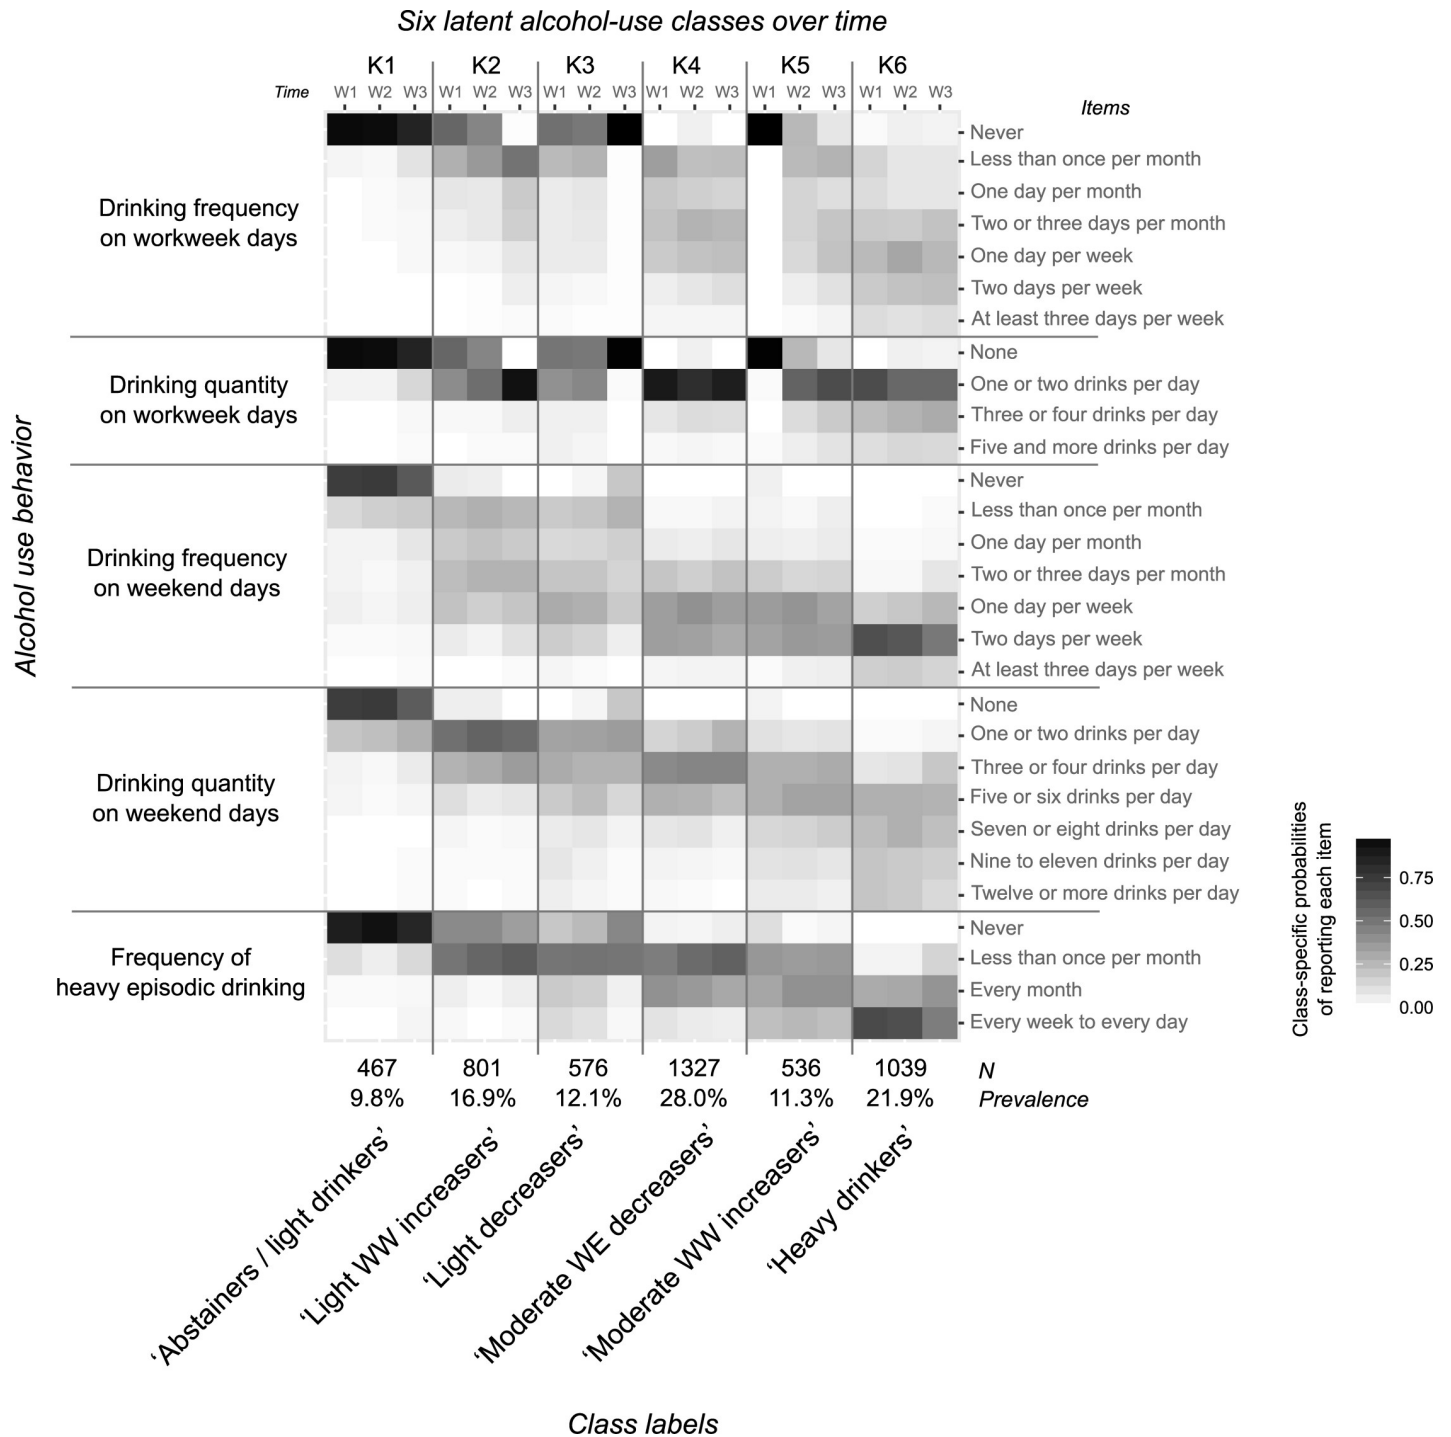 Six latent alcohol-use classes over time
K1 K2 K3 K4 K5 K6
Time W1 W2 W3 W1 W2 W3 W1 W2 W3 W1 W2 W3 W1 W2 W3 W1 W2 W3
Items
Alcohol use behavior
Drinking frequency
on workweek days
Never
Less than once per month
One day per month
Two or three days per month
One day per week
Two days per week
At least three days per week
Drinking quantity
on workweek days
None
One or two drinks per day
Three or four drinks per day
Five and more drinks per day
Drinking frequency
on weekend days
Never
Less than once per month
One day per month
Two or three days per month
One day per week
Two days per week
At least three days per week
Drinking quantity
on weekend days
None
One or two drinks per day
Three or four drinks per day
Five or six drinks per day
Seven or eight drinks per day
Nine to eleven drinks per day
Twelve or more drinks per day
Frequency of
heavy episodic drinking
Never
Less than once per month
Every month
Every week to every day
Class-specific probabilities
of reporting each item
0.75
0.50
0.25
0.00
467 801 576 1327 536 1039 N
9.8% 16.9% 12.1% 28.0% 11.3% 21.9% Prevalence
‘Abstainers / light drinkers’
‘Light WW increasers’
‘Light decreasers’
‘Moderate WE decreasers’
‘Moderate WW increasers’
‘Heavy drinkers’
Class labels